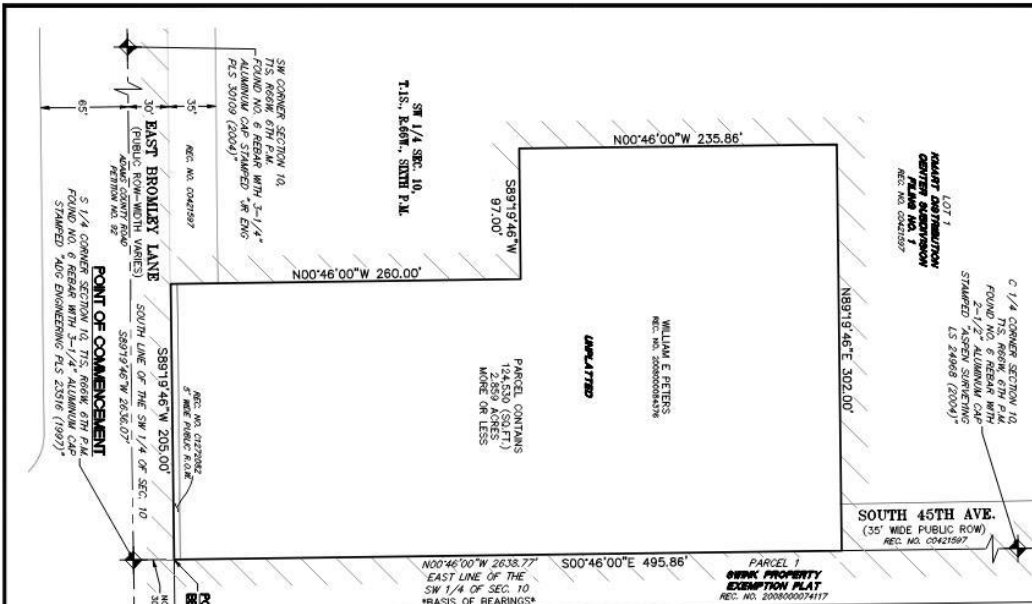 SW CORNER SECTION 10,
T1S, R66W, 6TH P.M.
FOUND NO. 6 REBAR WITH 3-1/4"
ALUMINUM CAP STAMPED "JR ENG
PLS 30109 (2004)"
SW 1/4 SEC. 10,
T.1S., R.66W., SIXTH P.M.
N00°46'00"W 235.86'
LOT 1
KMART DISTRIBUTION
CENTER SUBDIVISION
FILING NO. 1
REC. NO. C0421597
C 1/4 CORNER SECTION 10,
T1S, R66W, 6TH P.M.
FOUND NO. 6 REBAR WITH
2-1/2" ALUMINUM CAP
STAMPED "ASPEN SURVEYING
LS 24968 (2004)"
65'
30'
35'
REC. NO. C0421597
EAST BROMLEY LANE
(PUBLIC ROW-WIDTH VARIES)
ADAMS COUNTY ROAD
PETITION NO. 92
S89°19'46"W
97.00'
N00°46'00"W 260.00'
N89°19'46"E 302.00'
WILLIAM E PETERS
REC. NO. 2008000084376
UNPLATTED
PARCEL CONTAINS
124,530 (SQ.FT.)
2.859 ACRES
MORE OR LESS
REC. NO. C1272082
5' WIDE PUBLIC R.O.W.
S89°19'46"W 205.00'
SOUTH LINE OF THE SW 1/4 OF SEC. 10
S89°19'46"W 2636.07'
POINT OF COMMENCEMENT
S 1/4 CORNER SECTION 10, T1S, R66W, 6TH P.M.
FOUND NO. 6 REBAR WITH 3-1/4" ALUMINUM CAP
STAMPED "ADG ENGINEERING PLS 23516 (1997)"
SOUTH 45TH AVE.
(35' WIDE PUBLIC ROW)
REC. NO. C0421597
N00°46'00"W 2638.77'
EAST LINE OF THE
SW 1/4 OF SEC. 10
*BASIS OF BEARINGS*
S00°46'00"E 495.86'
PARCEL 1
SWINK PROPERTY
EXEMPTION PLAT
REC. NO. 2008000074117